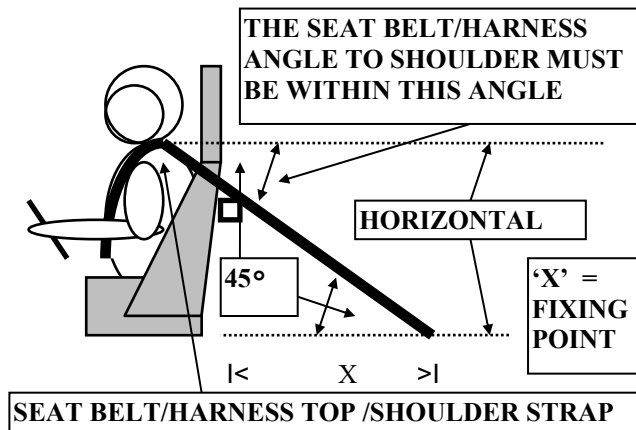 THE SEAT BELT/HARNESS
ANGLE TO SHOULDER MUST
BE WITHIN THIS ANGLE
HORIZONTAL
45°
‘X’ =
FIXING
POINT
|< X >|
SEAT BELT/HARNESS TOP /SHOULDER STRAP